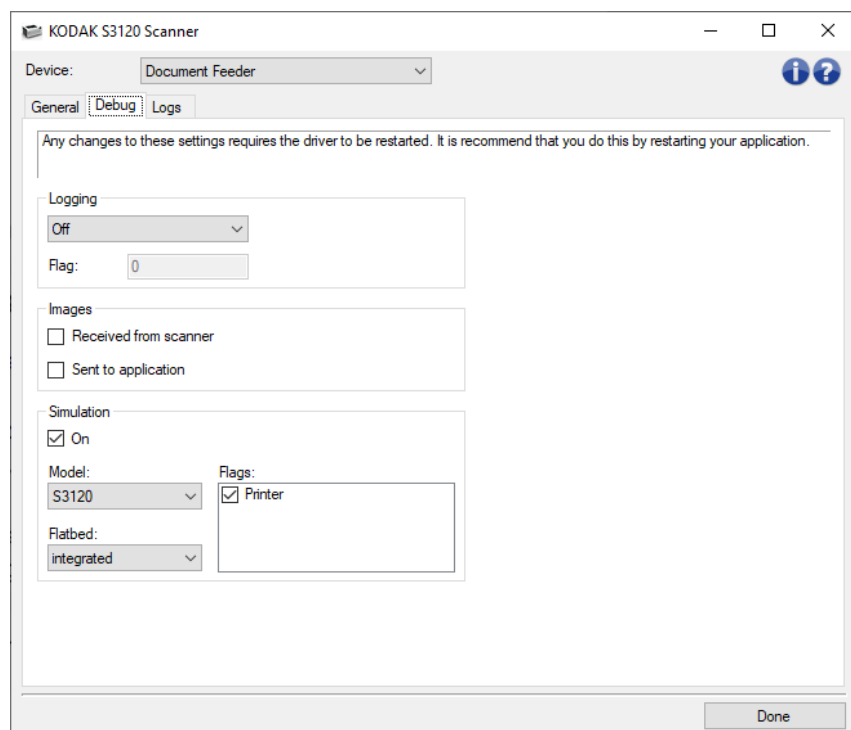 KODAK S3120 Scanner
Device: Document Feeder
General Debug Logs
Any changes to these settings requires the driver to be restarted. It is recommend that you do this by restarting your application.
Logging
Off
Flag: 0
Images
Received from scanner
Sent to application
Simulation
On
Model: Flags:
S3120 Printer
Flatbed:
integrated
Done